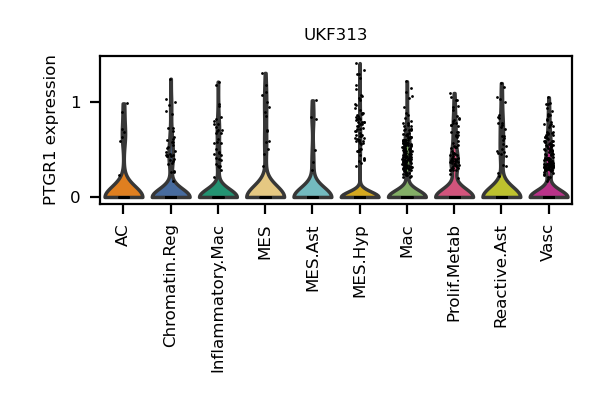 UKF313
PTGR1 expression
1
0
AC
Chromatin.Reg
Inflammatory.Mac
MES
MES.Ast
MES.Hyp
Mac
Prolif.Metab
Reactive.Ast
Vasc